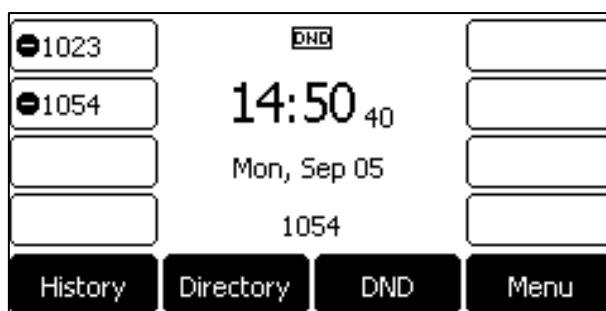 DND
1023
14:50 40
1054
Mon, Sep 05
1054
History Directory DND Menu